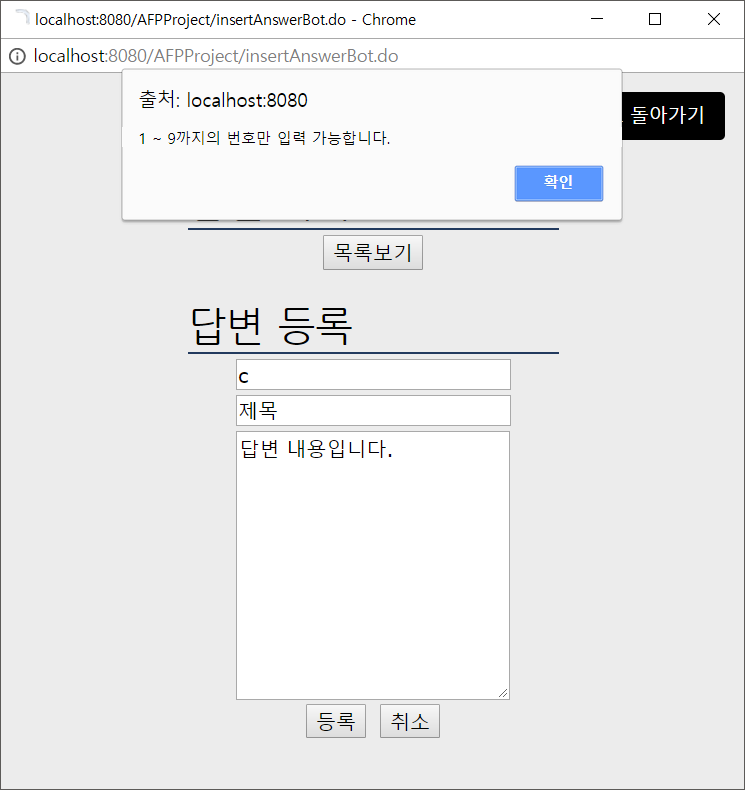 localhost:8080/AFPProject/insertAnswerBot.do - Chrome
localhost:8080/AFPProject/insertAnswerBot.do
출처: localhost:8080
1 ~ 9까지의 번호만 입력 가능합니다.
확인
돌아가기
목록보기
답변 등록
c
제목
답변 내용입니다.
등록 취소